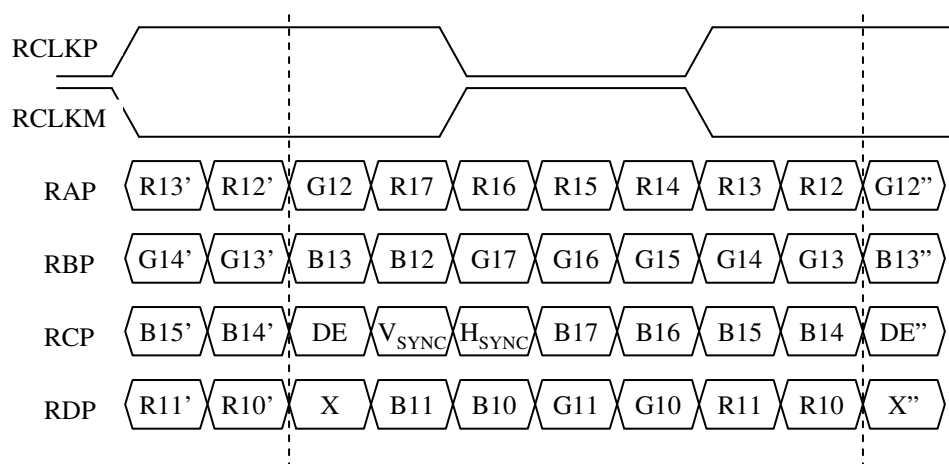 RCLKP
RCLKM
RAP R13’ R12’ G12 R17 R16 R15 R14 R13 R12 G12”
RBP G14’ G13’ B13 B12 G17 G16 G15 G14 G13 B13”
RCP B15’ B14’ DE VSYNC HSYNC B17 B16 B15 B14 DE”
RDP R11’ R10’ X B11 B10 G11 G10 R11 R10 X”